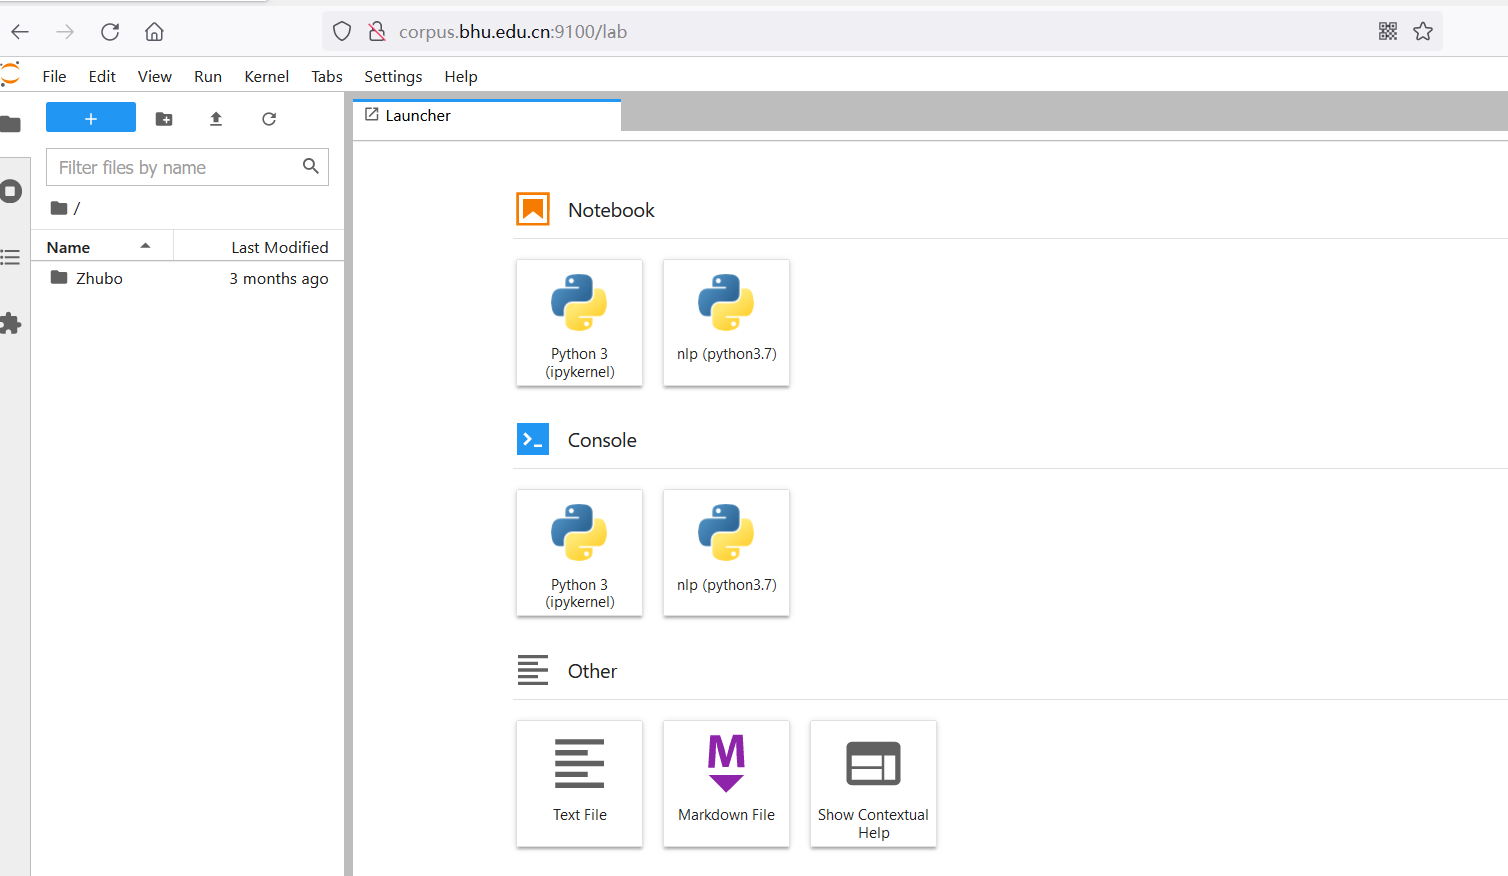 corpus.bhu.edu.cn:9100/lab
File Edit View Run Kernel Tabs Settings Help
+
Launcher
Filter files by name
/
Name Last Modified
Zhubo 3 months ago
Notebook
Python 3
(ipykernel)
nlp (python3.7)
Console
Python 3
(ipykernel)
nlp (python3.7)
Other
Text File
M
Markdown File
Show Contextual
Help